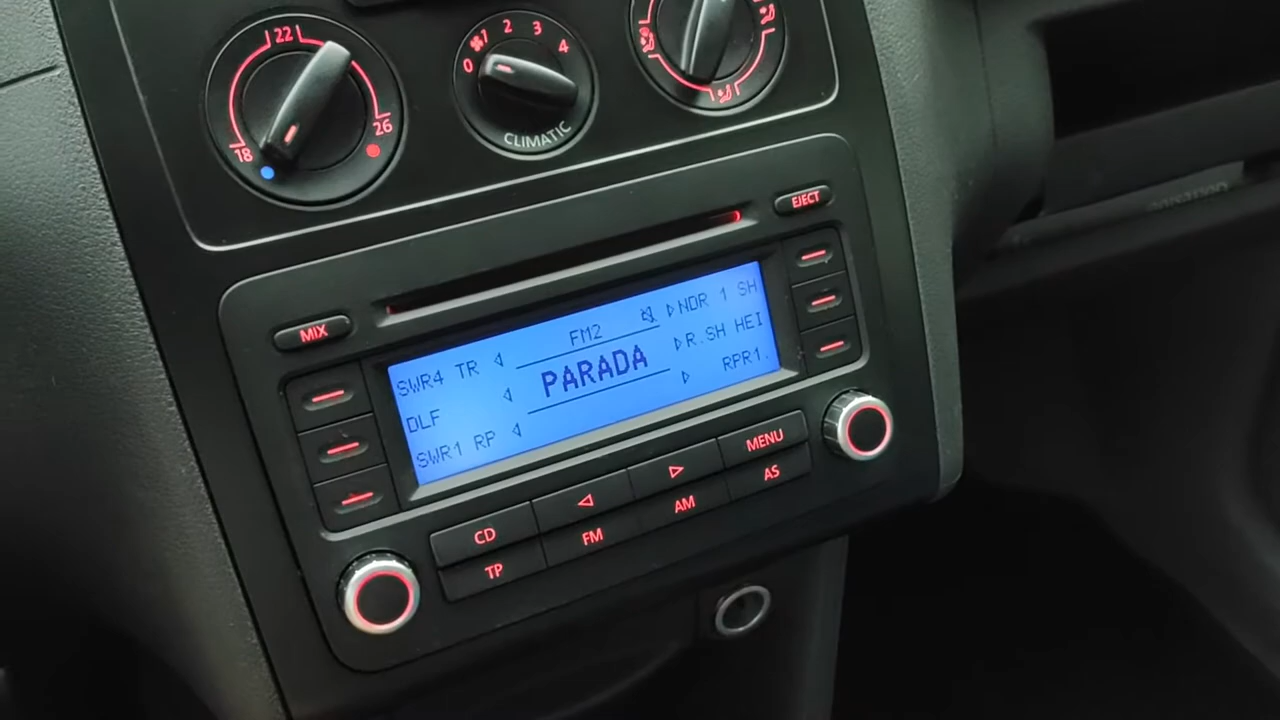 22
18 26
0 1 2 3 4
CLIMATIC
EJECT
MIX
SWR4 TR
DLF
SWR1 RP
FM2
PARADA
NDR 1 SH
R.SH HEI
RPR1.
CD
MENU
TP FM AM AS